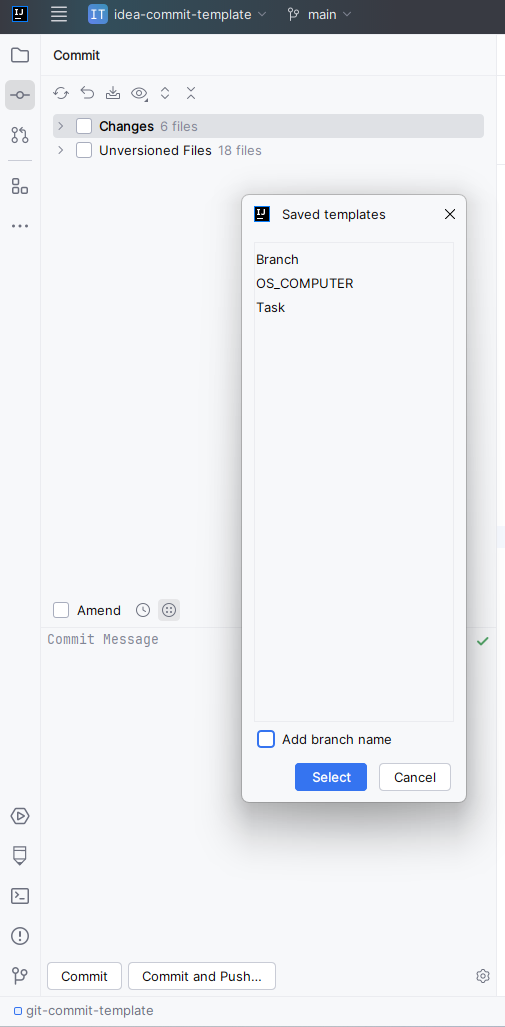 IJ IT idea-commit-template main
Commit
Changes 6 files
Unversioned Files 18 files
IJ Saved templates
Branch
OS_COMPUTER
Task
Amend
Commit Message
Add branch name
Select Cancel
Commit Commit and Push...
git-commit-template